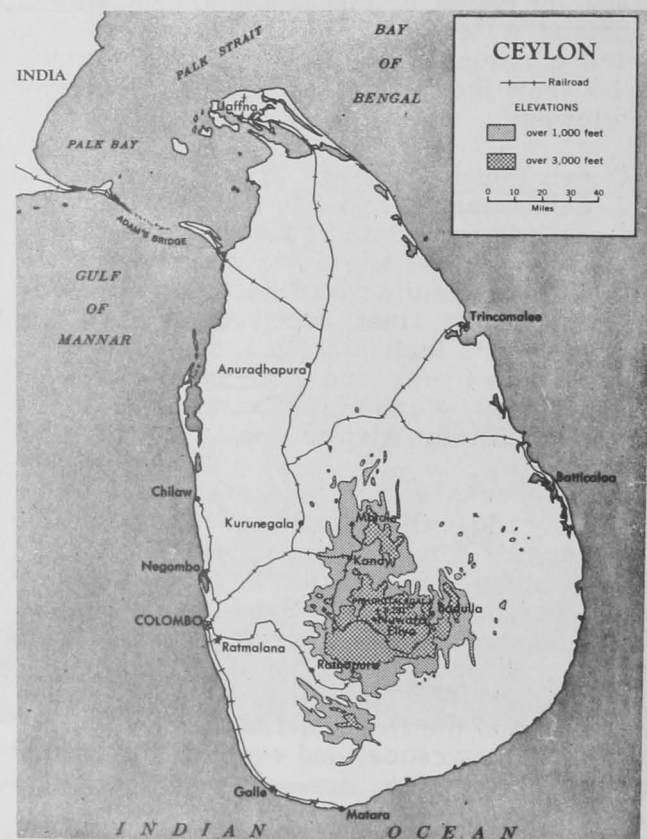 CEYLON
Railroad
ELEVATIONS
over 1,000 feet
over 3,000 feet
0 10 20 30 40
Miles
INDIA
PALK STRAIT
BAY
OF
BENGAL
Jaffna
PALK BAY
ADAM'S BRIDGE
GULF
OF
MANNAR
Trincomalee
Anuradhapura
Batticaloa
Chilaw
Kurunegala
Matale
Kandy
Negombo
Badulla
Nuwara
Eliya
COLOMBO
Ratmalana
Ratnapura
Galle
Matara
INDIAN OCEAN